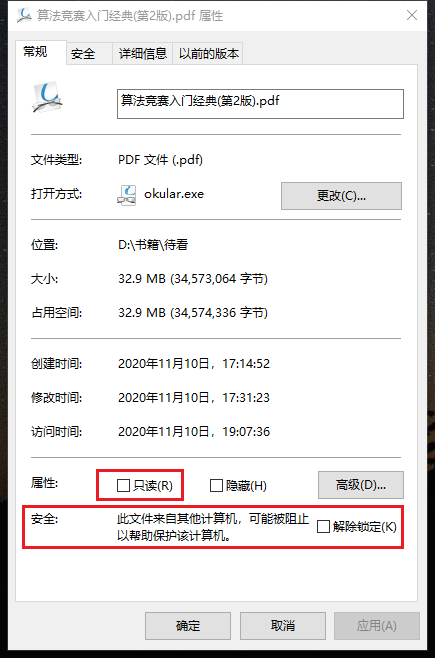 算法竞赛入门经典(第2版).pdf 属性
常规 安全 详细信息 以前的版本
算法竞赛入门经典(第2版).pdf
文件类型: PDF 文件 (.pdf)
打开方式: okular.exe 更改(C)...
位置: D:\书籍\待看
大小: 32.9 MB (34,573,064 字节)
占用空间: 32.9 MB (34,574,336 字节)
创建时间: 2020年11月10日，17:14:52
修改时间: 2020年11月10日，17:31:23
访问时间: 2020年11月10日，19:07:36
属性: 只读(R) 隐藏(H) 高级(D)...
安全: 此文件来自其他计算机，可能被阻止
以帮助保护该计算机。 解除锁定(K)
确定 取消 应用(A)